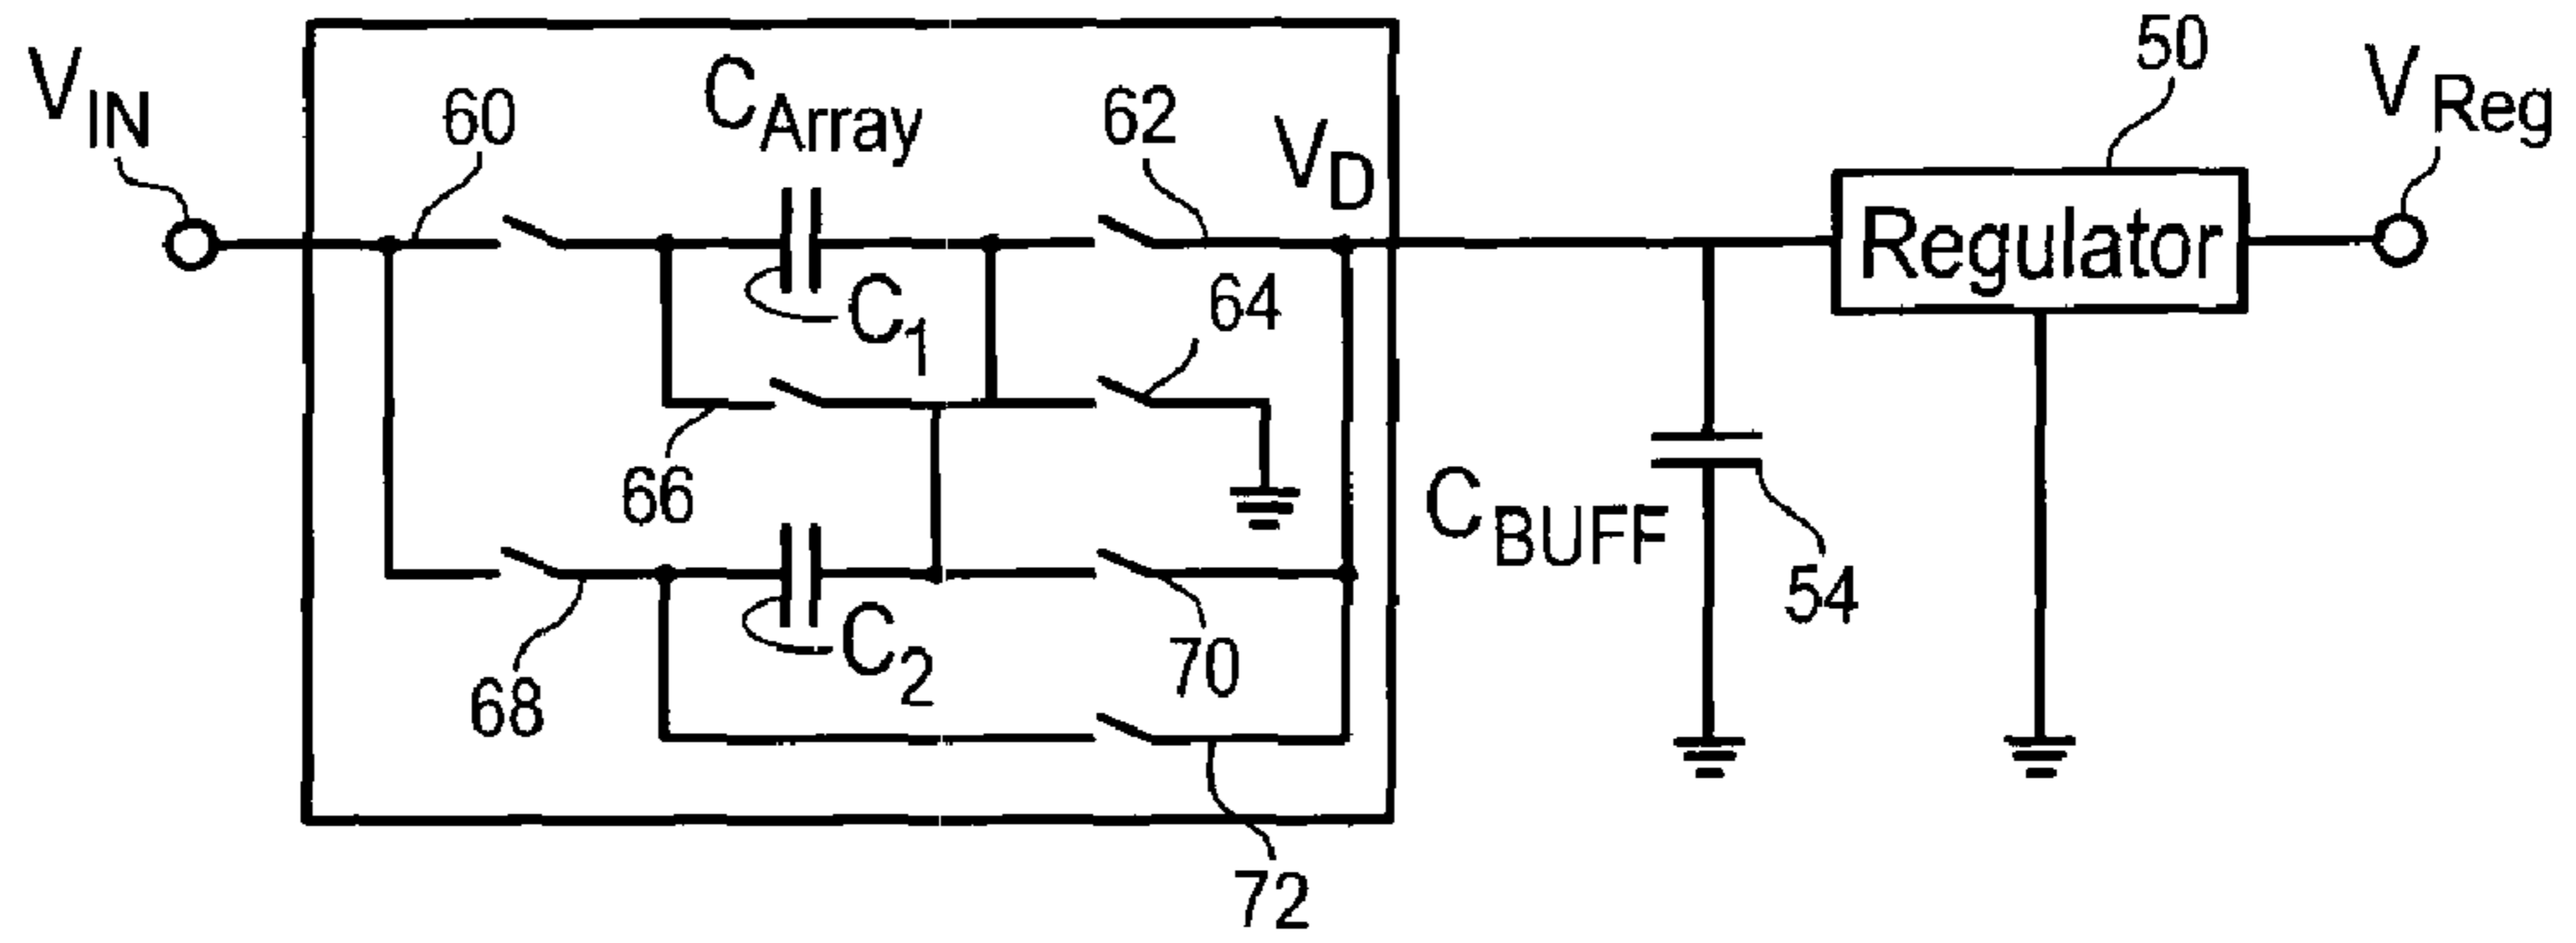 V_IN
60
C_Array
62
V_D
50
V_Reg
Regulator
C_1
64
66
C_BUFF
54
68
C_2
70
72